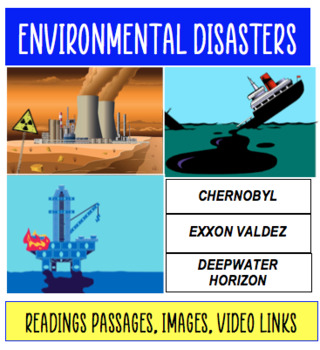 ENVIRONMENTAL DISASTERS
CHERNOBYL
EXXON VALDEZ
DEEPWATER
HORIZON
READINGS PASSAGES, IMAGES, VIDEO LINKS